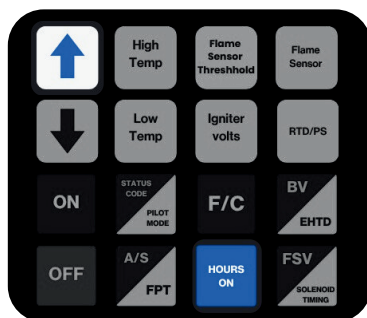 High
Temp
Flame
Sensor
Threshhold
Flame
Sensor
Low
Temp
Igniter
volts
RTD/PS
ON
STATUS
CODE
PILOT
MODE
F/C
BV
EHTD
OFF
A/S
FPT
HOURS
ON
FSV
SOLENOID
TIMING